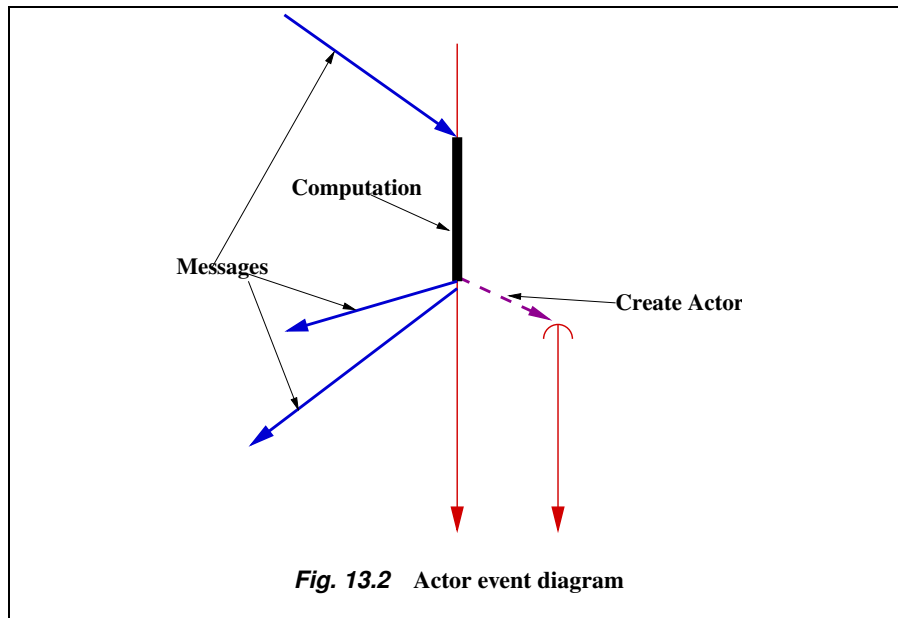 Computation
Messages
Create Actor
Fig. 13.2 Actor event diagram